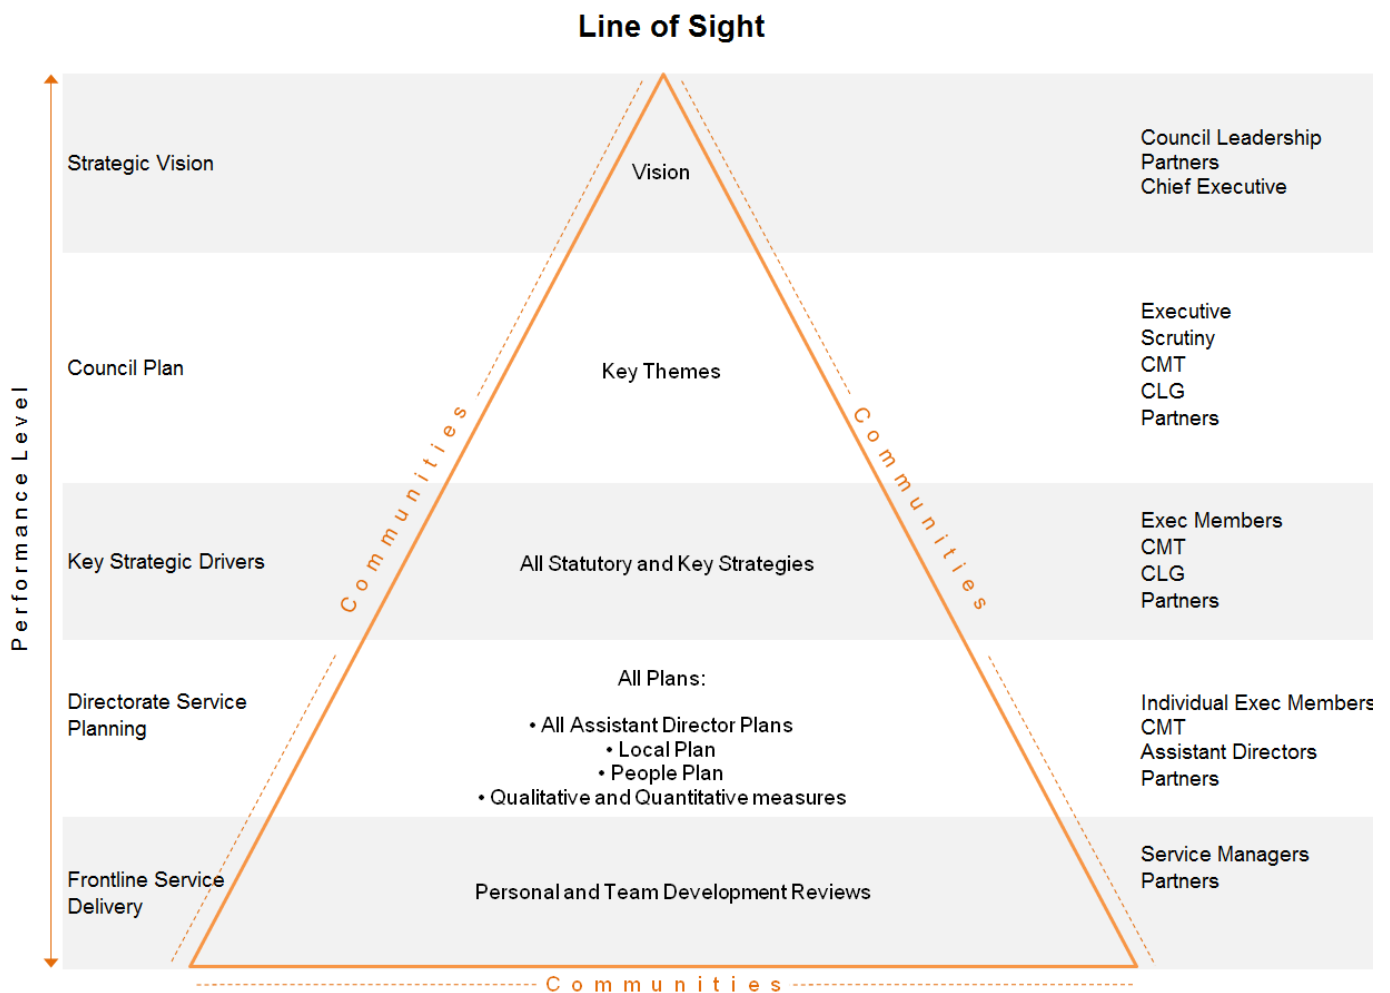 Line of Sight
Performance Level
Strategic Vision
Vision
Council Leadership
Partners
Chief Executive
Council Plan
Key Themes
Executive
Scrutiny
CMT
CLG
Partners
Communities
Communities
Key Strategic Drivers
All Statutory and Key Strategies
Exec Members
CMT
CLG
Partners
Directorate Service
Planning
All Plans:
• All Assistant Director Plans
• Local Plan
• People Plan
• Qualitative and Quantitative measures
Individual Exec Members
CMT
Assistant Directors
Partners
Frontline Service
Delivery
Personal and Team Development Reviews
Service Managers
Partners
Communities